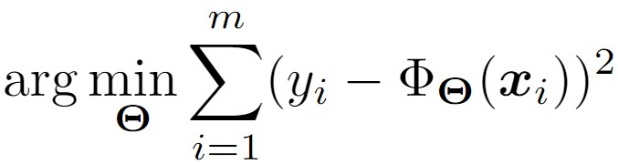 arg min_𝚯 ∑_{i=1}^{m} (y_i − Φ_𝚯(𝒙_i))²